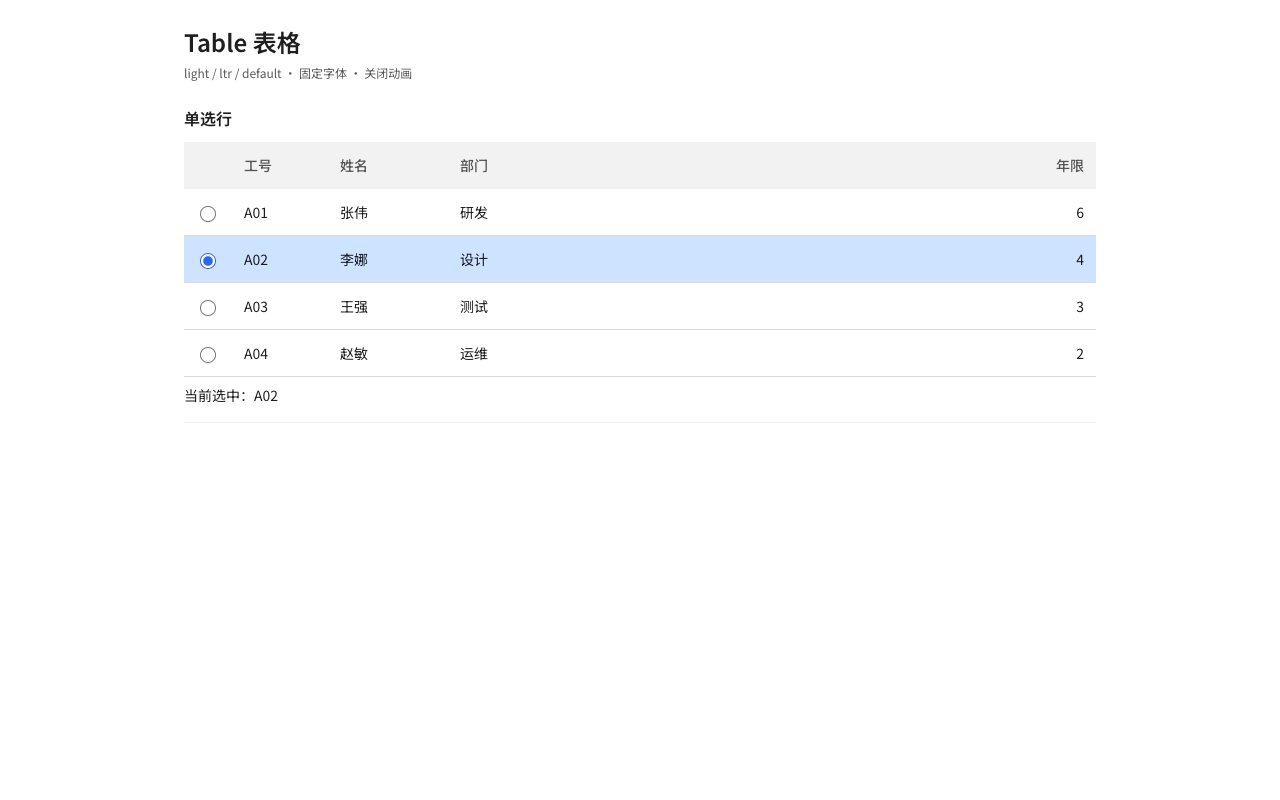 Table 表格
light / ltr / default ・ 固定字体 ・ 关闭动画
单选行
工号 姓名 部门 年限
A01 张伟 研发 6
A02 李娜 设计 4
A03 王强 测试 3
A04 赵敏 运维 2
当前选中：A02